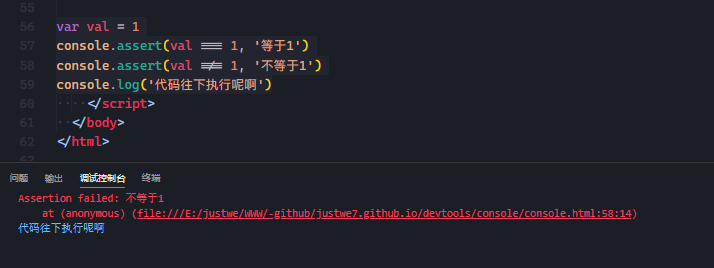 55
56 var val = 1
57 console.assert(val === 1, '等于1')
58 console.assert(val !== 1, '不等于1')
59 console.log('代码往下执行呢啊')
60 ····</script>
61 ··</body>
62 </html>
63
问题 输出 调试控制台 终端
Assertion failed: 不等于1
at (anonymous) (file:///E:/justwe/WWW/-github/justwe7.github.io/devtools/console/console.html:58:14)
代码往下执行呢啊